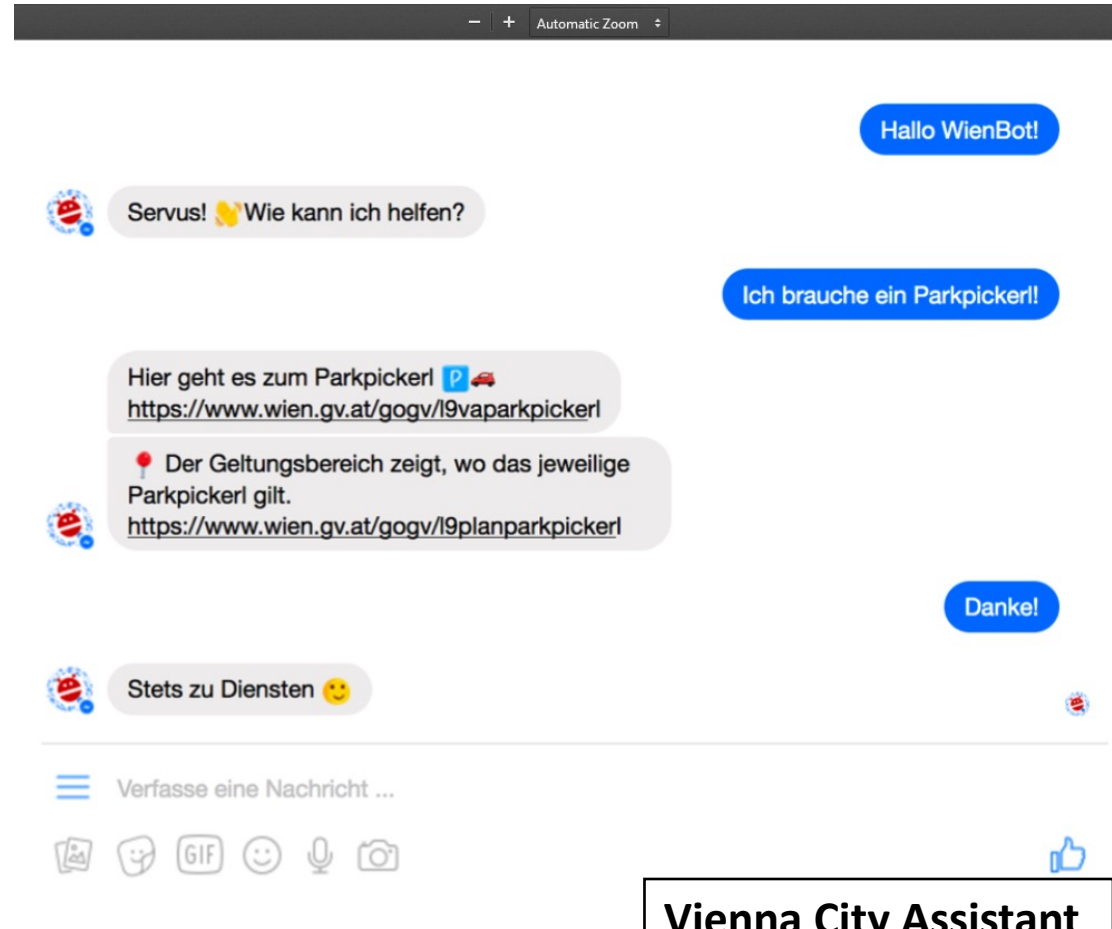 Automatic Zoom
Hallo WienBot!
Servus! 👋Wie kann ich helfen?
Ich brauche ein Parkpickerl!
Hier geht es zum Parkpickerl 🅿️🚗
https://www.wien.gv.at/gogv/l9vaparkpickerl
📍 Der Geltungsbereich zeigt, wo das jeweilige
Parkpickerl gilt.
https://www.wien.gv.at/gogv/l9planparkpickerl
Danke!
Stets zu Diensten 🙂
Verfasse eine Nachricht ...
GIF
Vienna City Assistant